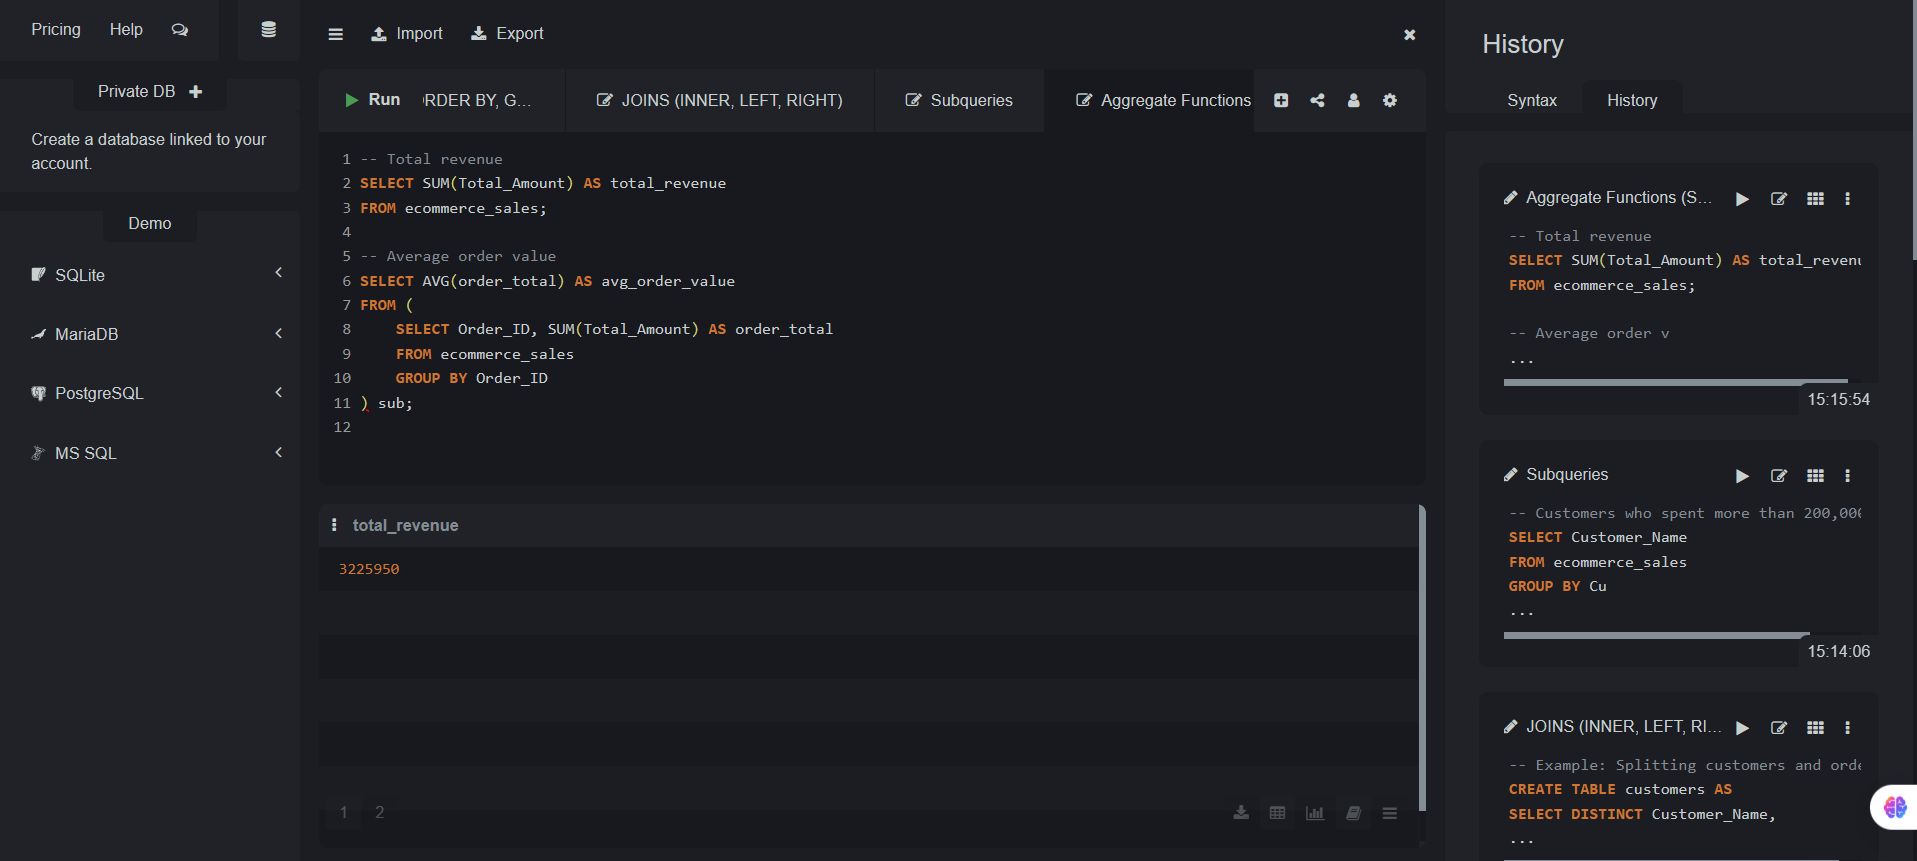 Pricing Help
Import Export
History
Private DB
Run
RDER BY, G...
JOINS (INNER, LEFT, RIGHT)
Subqueries
Aggregate Functions
Syntax
History
Create a database linked to your
account.
Demo
SQLite
MariaDB
PostgreSQL
MS SQL
1 -- Total revenue
2 SELECT SUM(Total_Amount) AS total_revenue
3 FROM ecommerce_sales;
4
5 -- Average order value
6 SELECT AVG(order_total) AS avg_order_value
7 FROM (
8 SELECT Order_ID, SUM(Total_Amount) AS order_total
9 FROM ecommerce_sales
10 GROUP BY Order_ID
11 ) sub;
12
total_revenue
3225950
1 2
Aggregate Functions (S...
-- Total revenue
SELECT SUM(Total_Amount) AS total_revenu
FROM ecommerce_sales;
-- Average order v
...
15:15:54
Subqueries
-- Customers who spent more than 200,000
SELECT Customer_Name
FROM ecommerce_sales
GROUP BY Cu
...
15:14:06
JOINS (INNER, LEFT, RI...
-- Example: Splitting customers and orde
CREATE TABLE customers AS
SELECT DISTINCT Customer_Name,
...